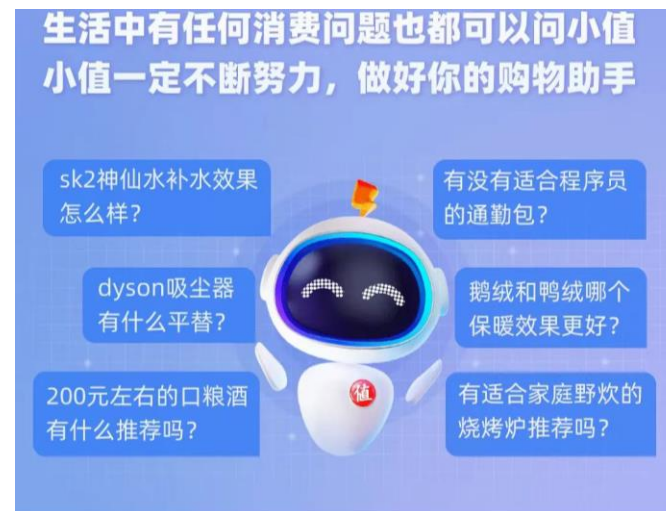 生活中有任何消费问题也都可以问小值
小值一定不断努力，做好你的购物助手
sk2神仙水补水效果
怎么样？
有没有适合程序员
的通勤包？
dyson吸尘器
有什么平替？
鹅绒和鸭绒哪个
保暖效果更好？
200元左右的口粮酒
有什么推荐吗？
值
有适合家庭野炊的
烧烤炉推荐吗？